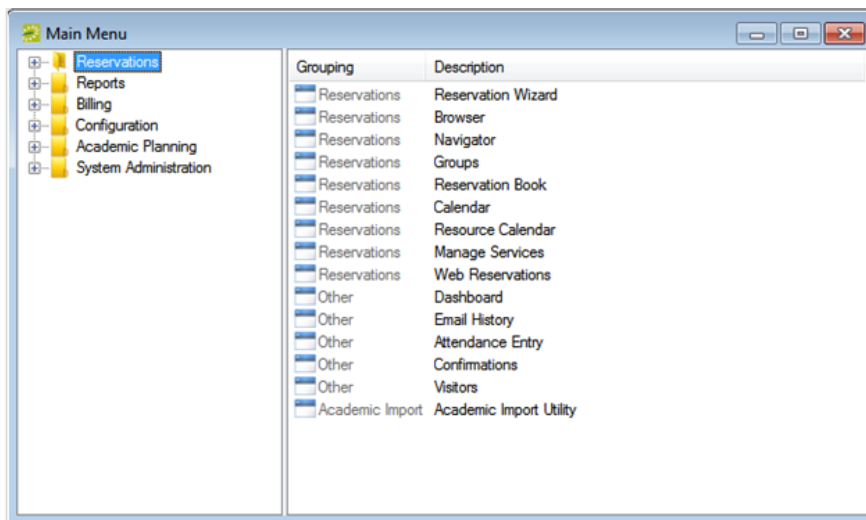 Main Menu
Reservations
Reports
Billing
Configuration
Academic Planning
System Administration
Grouping Description
Reservations Reservation Wizard
Reservations Browser
Reservations Navigator
Reservations Groups
Reservations Reservation Book
Reservations Calendar
Reservations Resource Calendar
Reservations Manage Services
Reservations Web Reservations
Other Dashboard
Other Email History
Other Attendance Entry
Other Confirmations
Other Visitors
Academic Import Academic Import Utility